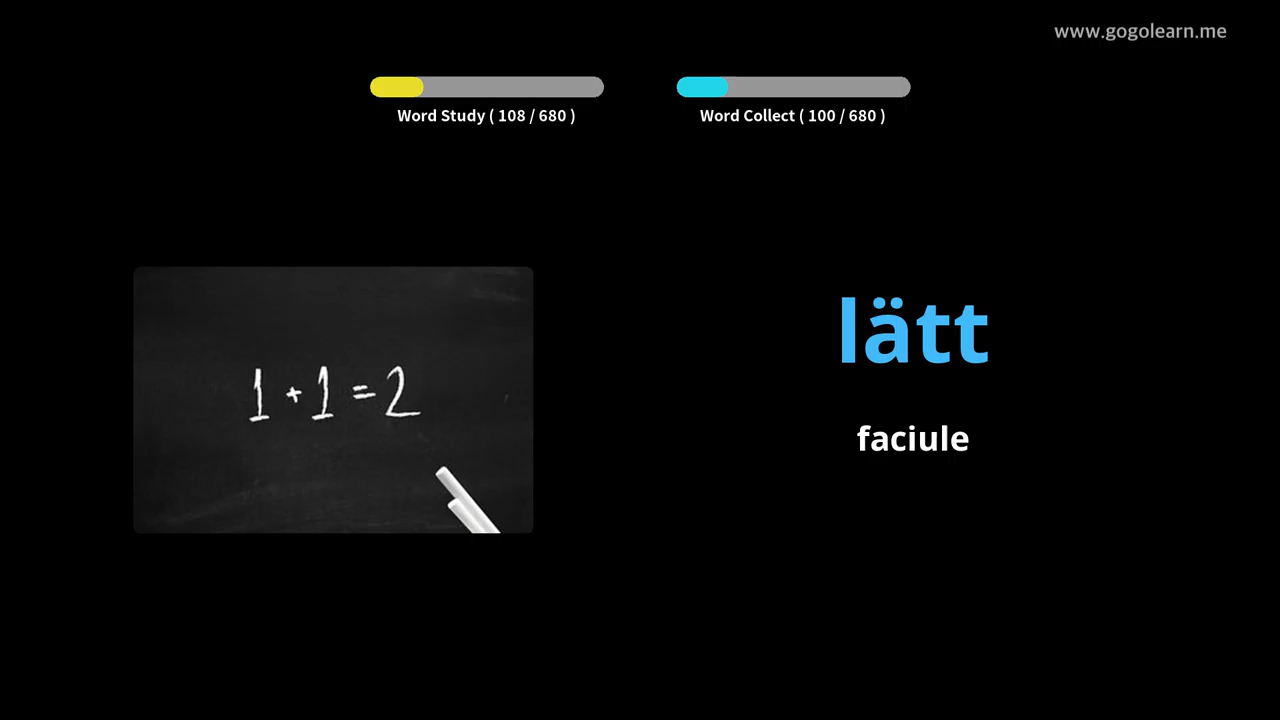 www.gogolearn.me
Word Study ( 108 / 680 )
Word Collect ( 100 / 680 )
1 + 1 = 2
lätt
faciule